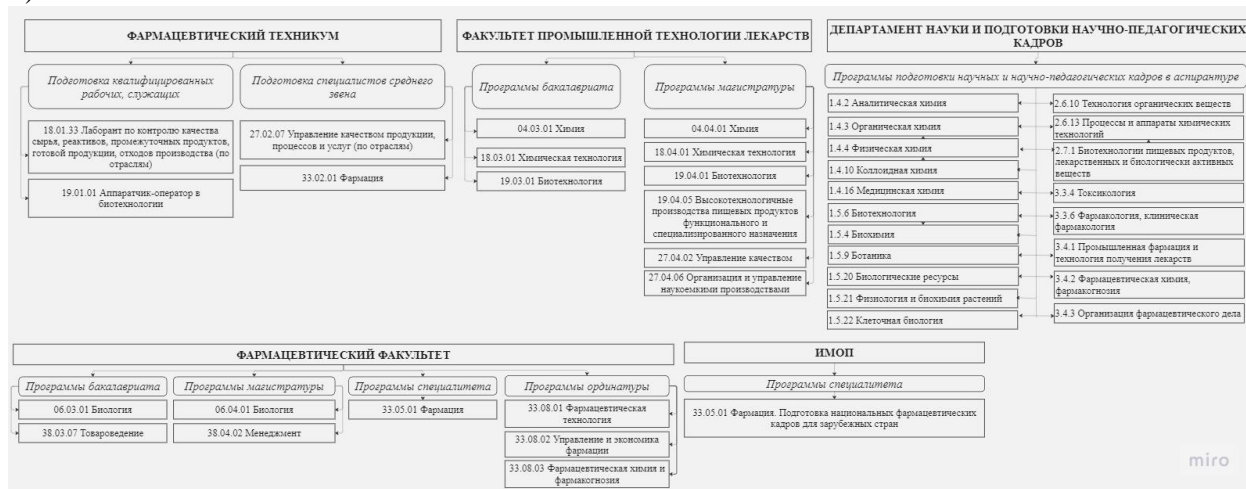 ФАРМАЦЕВТИЧЕСКИЙ ТЕХНИКУМ
Подготовка квалифицированных
рабочих, служащих
18.01.33 Лаборант по контролю качества
сырья, реактивов, промежуточных продуктов,
готовой продукции, отходов производства (по
отраслям)
19.01.01 Аппаратчик-оператор в
биотехнологии
Подготовка специалистов среднего
звена
27.02.07 Управление качеством продукции,
процессов и услуг (по отраслям)
33.02.01 Фармация
ФАКУЛЬТЕТ ПРОМЫШЛЕННОЙ ТЕХНОЛОГИИ ЛЕКАРСТВ
Программы бакалавриата
04.03.01 Химия
18.03.01 Химическая технология
19.03.01 Биотехнология
Программы магистратуры
04.04.01 Химия
18.04.01 Химическая технология
19.04.01 Биотехнология
19.04.05 Высокотехнологичные
производства пищевых продуктов
функционального и
специализированного назначения
27.04.02 Управление качеством
27.04.06 Организация и управление
наукоемкими производствами
ДЕПАРТАМЕНТ НАУКИ И ПОДГОТОВКИ НАУЧНО-ПЕДАГОГИЧЕСКИХ
КАДРОВ
Программы подготовки научных и научно-педагогических кадров в аспирантуре
1.4.2 Аналитическая химия
1.4.3 Органическая химия
1.4.4 Физическая химия
1.4.10 Коллоидная химия
1.4.16 Медицинская химия
1.5.6 Биотехнология
1.5.4 Биохимия
1.5.9 Ботаника
1.5.20 Биологические ресурсы
1.5.21 Физиология и биохимия растений
1.5.22 Клеточная биология
2.6.10 Технология органических веществ
2.6.13 Процессы и аппараты химических
технологий
2.7.1 Биотехнологии пищевых продуктов,
лекарственных и биологически активных
веществ
3.3.4 Токсикология
3.3.6 Фармакология, клиническая
фармакология
3.4.1 Промышленная фармация и
технология получения лекарств
3.4.2 Фармацевтическая химия,
фармакогнозия
3.4.3 Организация фармацевтического дела
ФАРМАЦЕВТИЧЕСКИЙ ФАКУЛЬТЕТ
Программы бакалавриата
06.03.01 Биология
38.03.07 Товароведение
Программы магистратуры
06.04.01 Биология
38.04.02 Менеджмент
Программы специалитета
33.05.01 Фармация
Программы ординатуры
33.08.01 Фармацевтическая
технология
33.08.02 Управление и экономика
фармации
33.08.03 Фармацевтическая химия и
фармакогнозия
ИМОП
Программы специалитета
33.05.01 Фармация. Подготовка национальных фармацевтических
кадров для зарубежных стран
miro